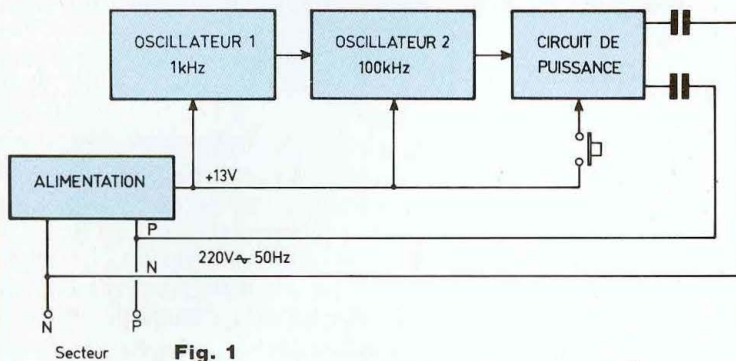 OSCILLATEUR 1
1kHz
OSCILLATEUR 2
100kHz
CIRCUIT DE
PUISSANCE
ALIMENTATION
+13V
P
N
220V∿ 50Hz
N
P
Secteur
Fig. 1